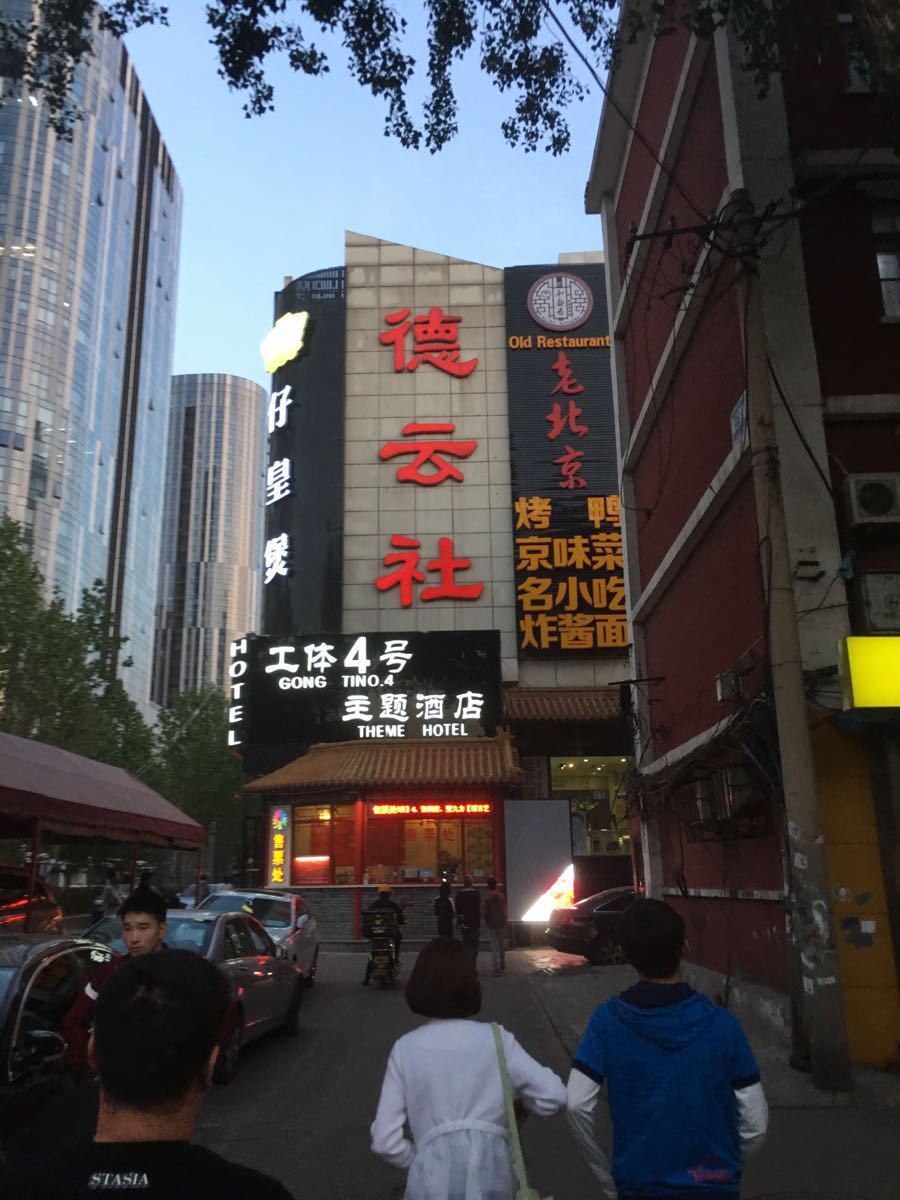 德云社
仔皇煲
Old Restaurant
老北京
烤鸭
京味菜
名小吃
炸酱面
HOTEL
工体4号
GONG TINO.4
主题酒店
THEME HOTEL
售票处
STASIA